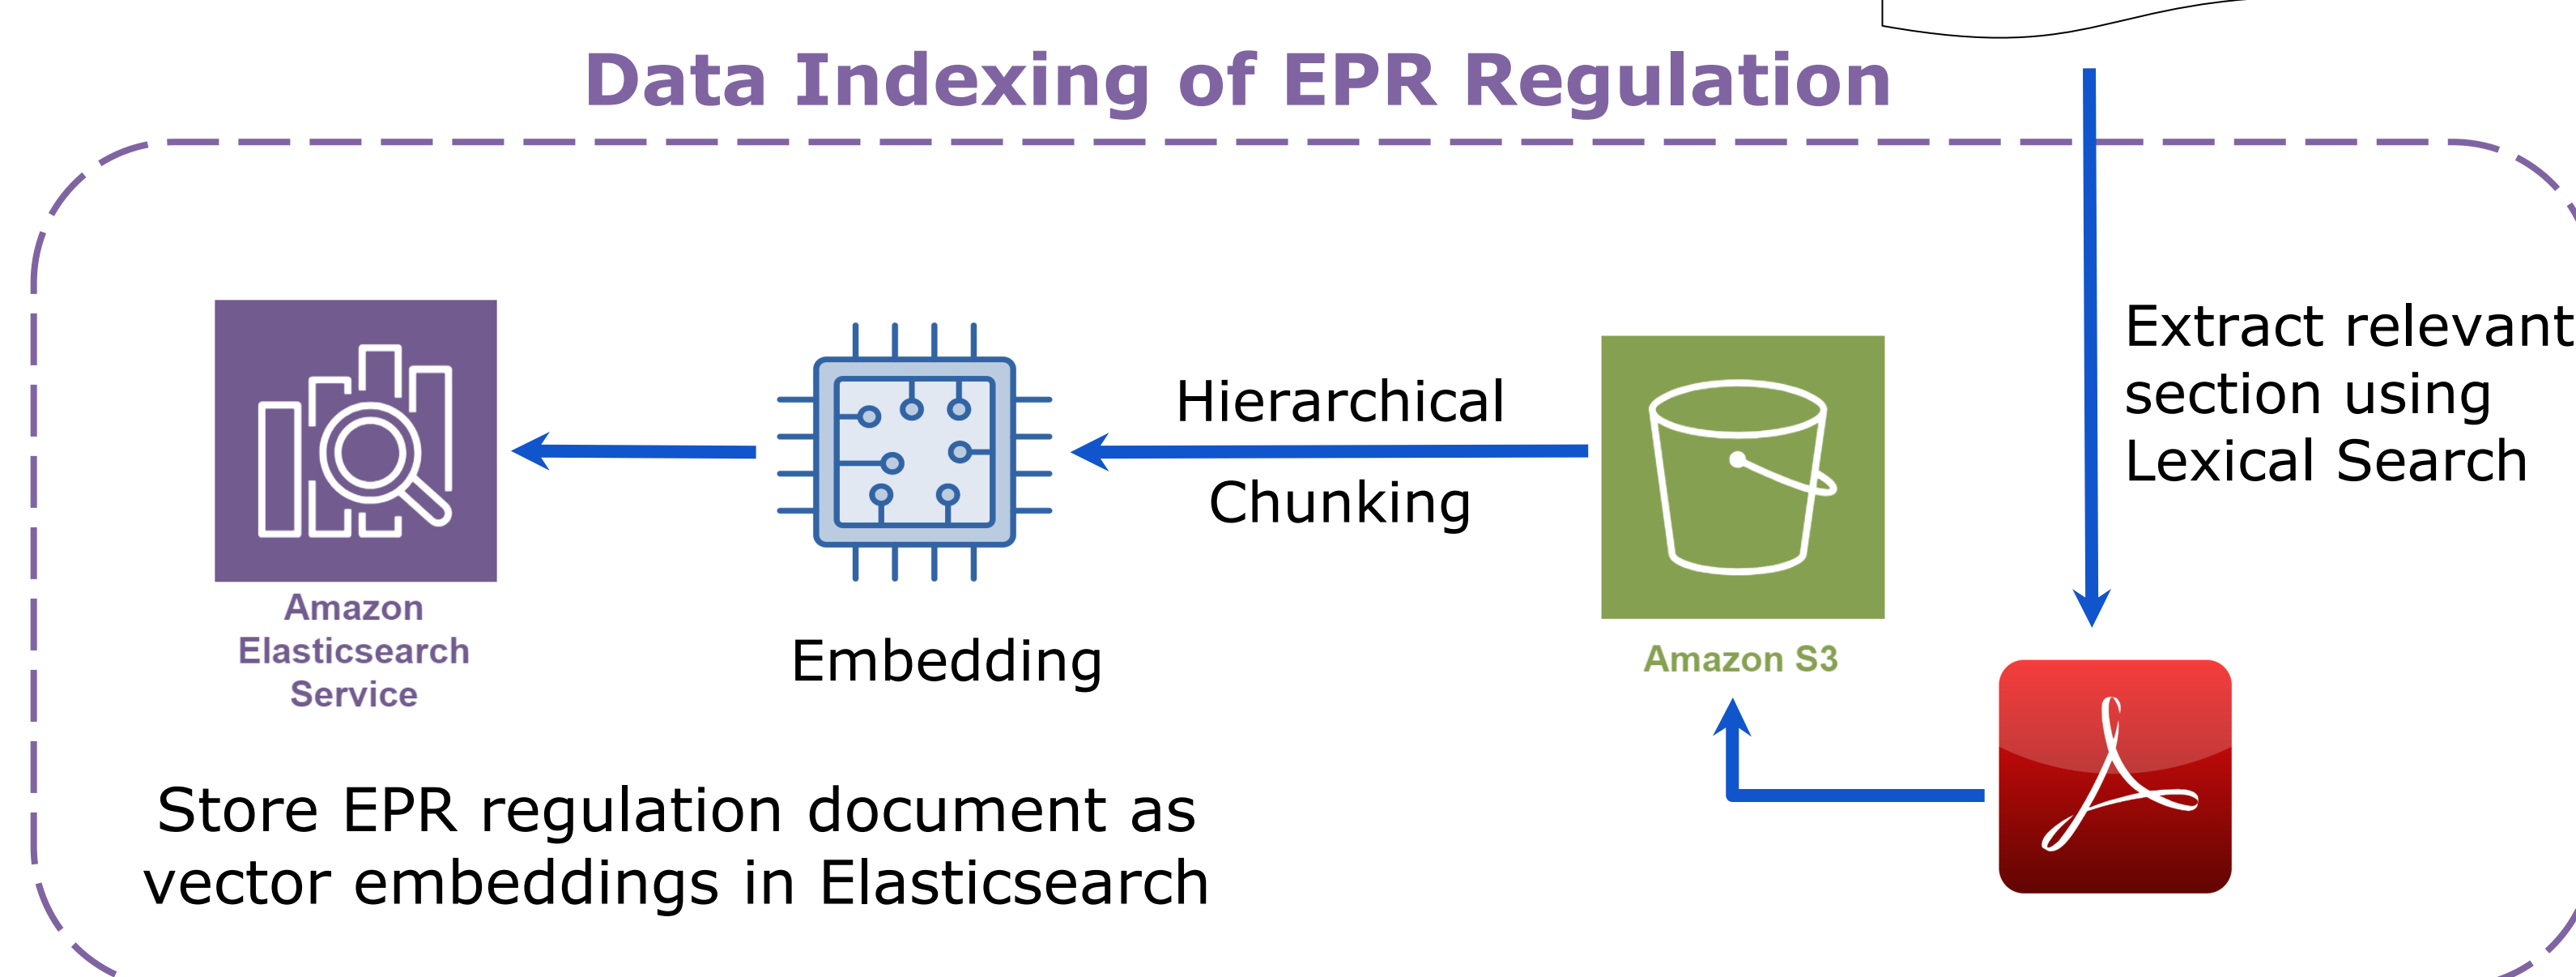 Data Indexing of EPR Regulation
Extract relevant
section using
Lexical Search
Hierarchical
Chunking
Amazon
Elasticsearch
Service
Embedding
Amazon S3
Store EPR regulation document as
vector embeddings in Elasticsearch